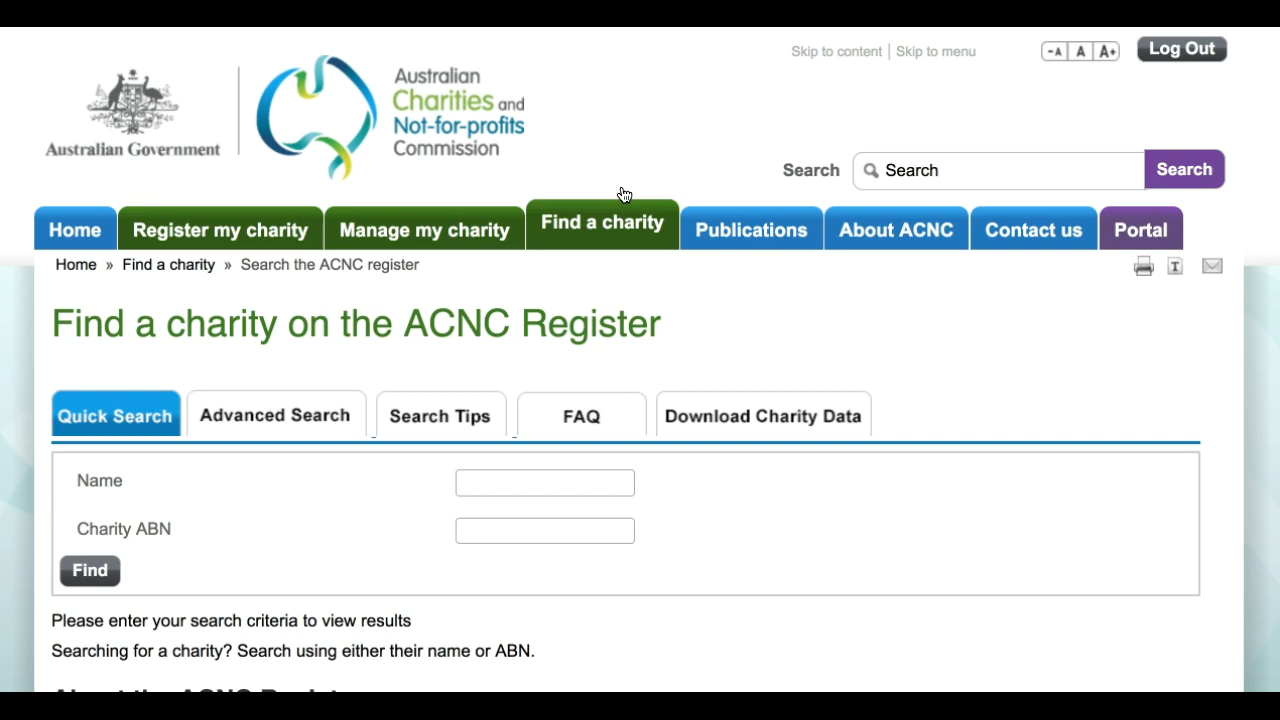 Skip to content | Skip to menu
-A A A+
Log Out
Australian Government
Australian
Charities and
Not-for-profits
Commission
Search Search Search
Home Register my charity Manage my charity Find a charity Publications About ACNC Contact us Portal
Home » Find a charity » Search the ACNC register
T
Find a charity on the ACNC Register
Quick Search Advanced Search Search Tips FAQ Download Charity Data
Name
Charity ABN
Find
Please enter your search criteria to view results
Searching for a charity? Search using either their name or ABN.